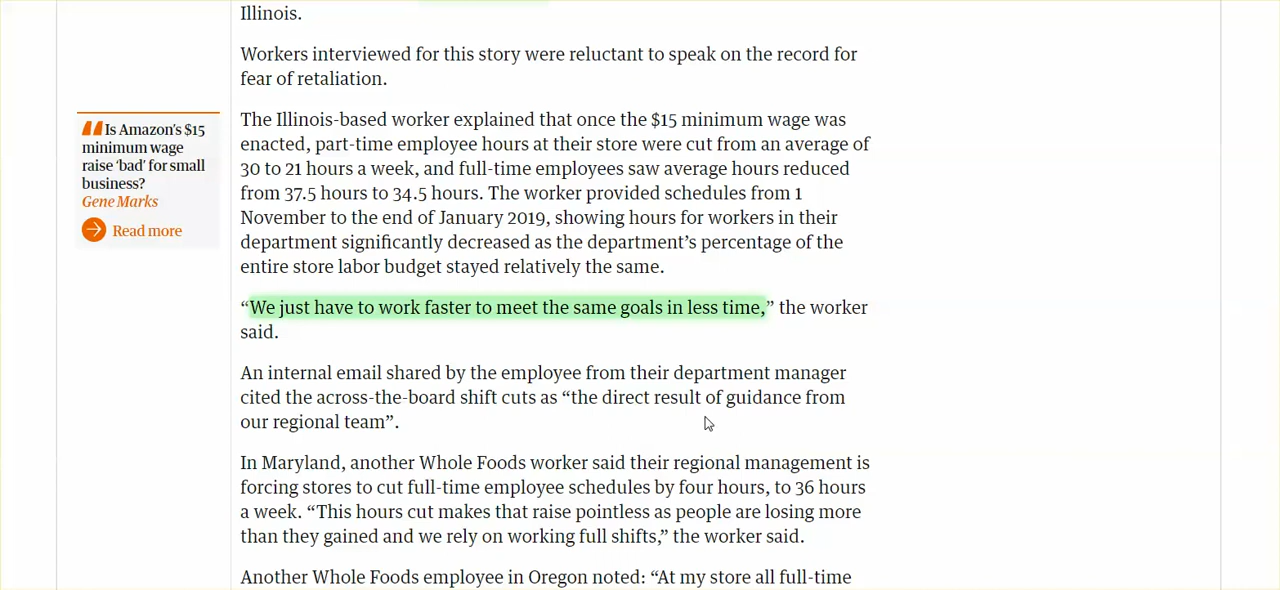 Illinois.
Workers interviewed for this story were reluctant to speak on the record for
fear of retaliation.
Is Amazon’s $15
minimum wage
raise ‘bad’ for small
business?
Gene Marks
Read more
The Illinois-based worker explained that once the $15 minimum wage was
enacted, part-time employee hours at their store were cut from an average of
30 to 21 hours a week, and full-time employees saw average hours reduced
from 37.5 hours to 34.5 hours. The worker provided schedules from 1
November to the end of January 2019, showing hours for workers in their
department significantly decreased as the department’s percentage of the
entire store labor budget stayed relatively the same.
“We just have to work faster to meet the same goals in less time,” the worker
said.
An internal email shared by the employee from their department manager
cited the across-the-board shift cuts as “the direct result of guidance from
our regional team”.
In Maryland, another Whole Foods worker said their regional management is
forcing stores to cut full-time employee schedules by four hours, to 36 hours
a week. “This hours cut makes that raise pointless as people are losing more
than they gained and we rely on working full shifts,” the worker said.
Another Whole Foods employee in Oregon noted: “At my store all full-time